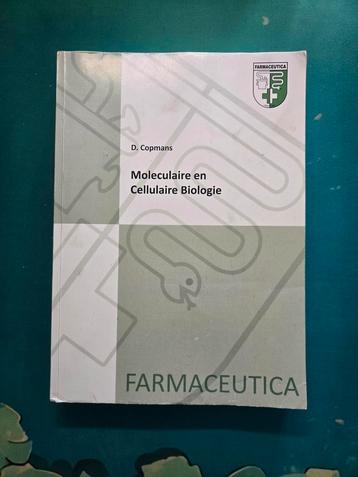 FARMACEUTICA
D. Copmans
Moleculaire en
Cellulaire Biologie
FARMACEUTICA